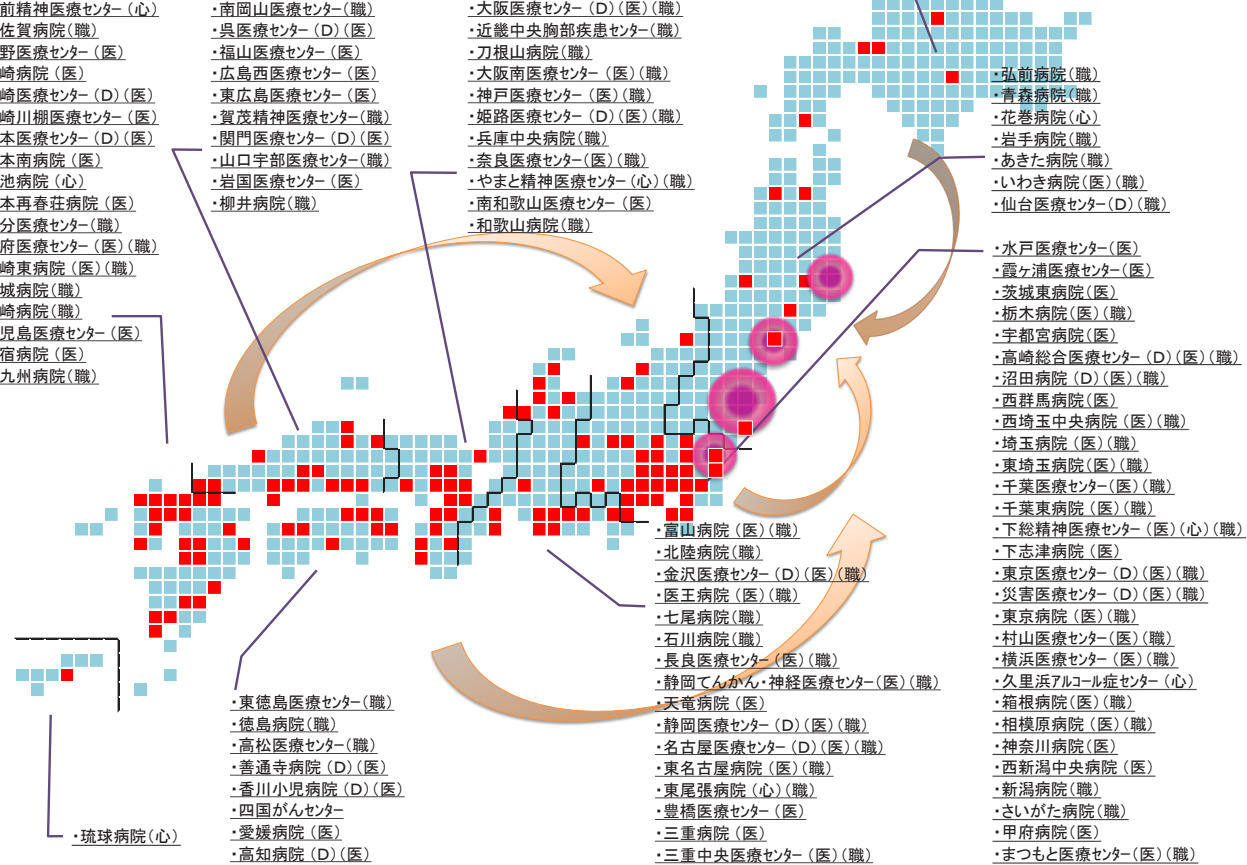 前精神医療センター(心)
佐賀病院(職)
野医療センター(医)
崎病院(医)
崎医療センター(D)(医)
崎川棚医療センター(医)
本医療センター(D)(医)
本南病院(医)
池病院(心)
本再春荘病院(医)
分医療センター(職)
府医療センター(医)(職)
崎東病院(医)(職)
城病院(職)
崎病院(職)
児島医療センター(医)
宿病院(医)
九州病院(職)
・南岡山医療センター(職)
・呉医療センター(D)(医)
・福山医療センター(医)
・広島西医療センター(医)
・東広島医療センター(医)
・賀茂精神医療センター(職)
・関門医療センター(D)(医)
・山口宇部医療センター(職)
・岩国医療センター(医)
・柳井病院(職)
・大阪医療センター(D)(医)(職)
・近畿中央胸部疾患センター(職)
・刀根山病院(職)
・大阪南医療センター(医)(職)
・神戸医療センター(医)(職)
・姫路医療センター(D)(医)(職)
・兵庫中央病院(職)
・奈良医療センター(医)(職)
・やまと精神医療センター(心)(職)
・南和歌山医療センター(医)
・和歌山病院(職)
・弘前病院(職)
・青森病院(職)
・花巻病院(心)
・岩手病院(職)
・あきた病院(職)
・いわき病院(医)(職)
・仙台医療センター(D)(職)
・水戸医療センター(医)
・霞ヶ浦医療センター(医)
・茨城東病院(医)
・栃木病院(医)(職)
・宇都宮病院(医)
・高崎総合医療センター(D)(医)(職)
・沼田病院(D)(医)(職)
・西群馬病院(医)
・西埼玉中央病院(医)(職)
・埼玉病院(医)(職)
・東埼玉病院(医)(職)
・千葉医療センター(医)(職)
・千葉東病院(医)(職)
・下総精神医療センター(医)(心)(職)
・下志津病院(医)
・東京医療センター(D)(医)(職)
・災害医療センター(D)(医)(職)
・東京病院(医)(職)
・村山医療センター(医)(職)
・横浜医療センター(医)(職)
・久里浜アルコール症センター(心)
・箱根病院(医)(職)
・相模原病院(医)(職)
・神奈川病院(医)
・西新潟中央病院(医)
・新潟病院(職)
・さいがた病院(職)
・甲府病院(医)
・まつもと医療センター(医)(職)
・富山病院(医)(職)
・北陸病院(職)
・金沢医療センター(D)(医)(職)
・医王病院(医)(職)
・七尾病院(職)
・石川病院(職)
・長良医療センター(医)(職)
・静岡てんかん・神経医療センター(医)(職)
・天竜病院(医)
・静岡医療センター(D)(医)(職)
・名古屋医療センター(D)(医)(職)
・東名古屋病院(医)(職)
・東尾張病院(心)(職)
・豊橋医療センター(医)
・三重病院(医)
・三重中央医療センター(医)(職)
・東徳島医療センター(職)
・徳島病院(職)
・高松医療センター(職)
・善通寺病院(D)(医)
・香川小児病院(D)(医)
・四国がんセンター
・愛媛病院(医)
・高知病院(D)(医)
・琉球病院(心)